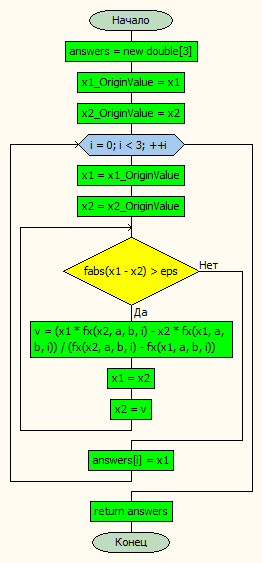 Начало
answers = new double[3]
x1_OriginValue = x1
x2_OriginValue = x2
i = 0; i < 3; ++i
x1 = x1_OriginValue
x2 = x2_OriginValue
fabs(x1 - x2) > eps
Нет
Да
v = (x1 * fx(x2, a, b, i) - x2 * fx(x1, a,
b, i)) / (fx(x2, a, b, i) - fx(x1, a, b, i))
x1 = x2
x2 = v
answers[i] = x1
return answers
Конец